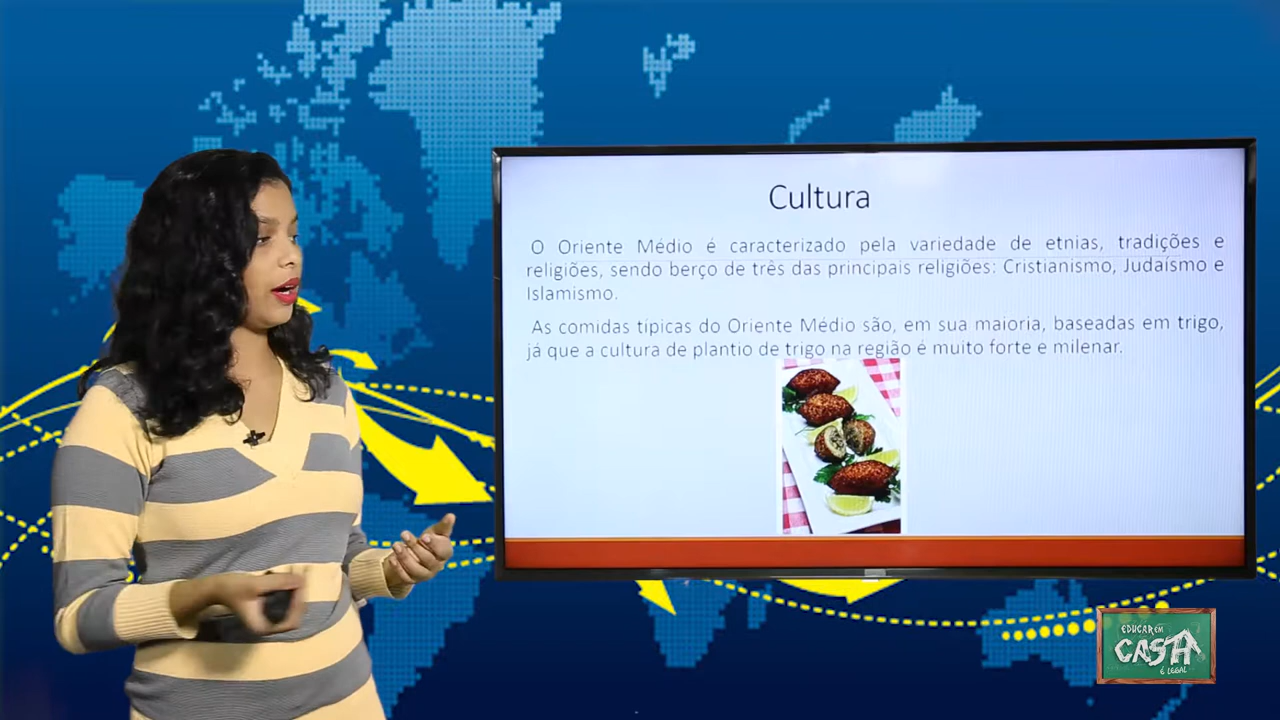 Cultura
O Oriente Médio é caracterizado pela variedade de etnias, tradições e
religiões, sendo berço de três das principais religiões: Cristianismo, Judaísmo e
Islamismo.
As comidas típicas do Oriente Médio são, em sua maioria, baseadas em trigo,
já que a cultura de plantio de trigo na região é muito forte e milenar.
EDUCAR EM
CASA
É LEGAL